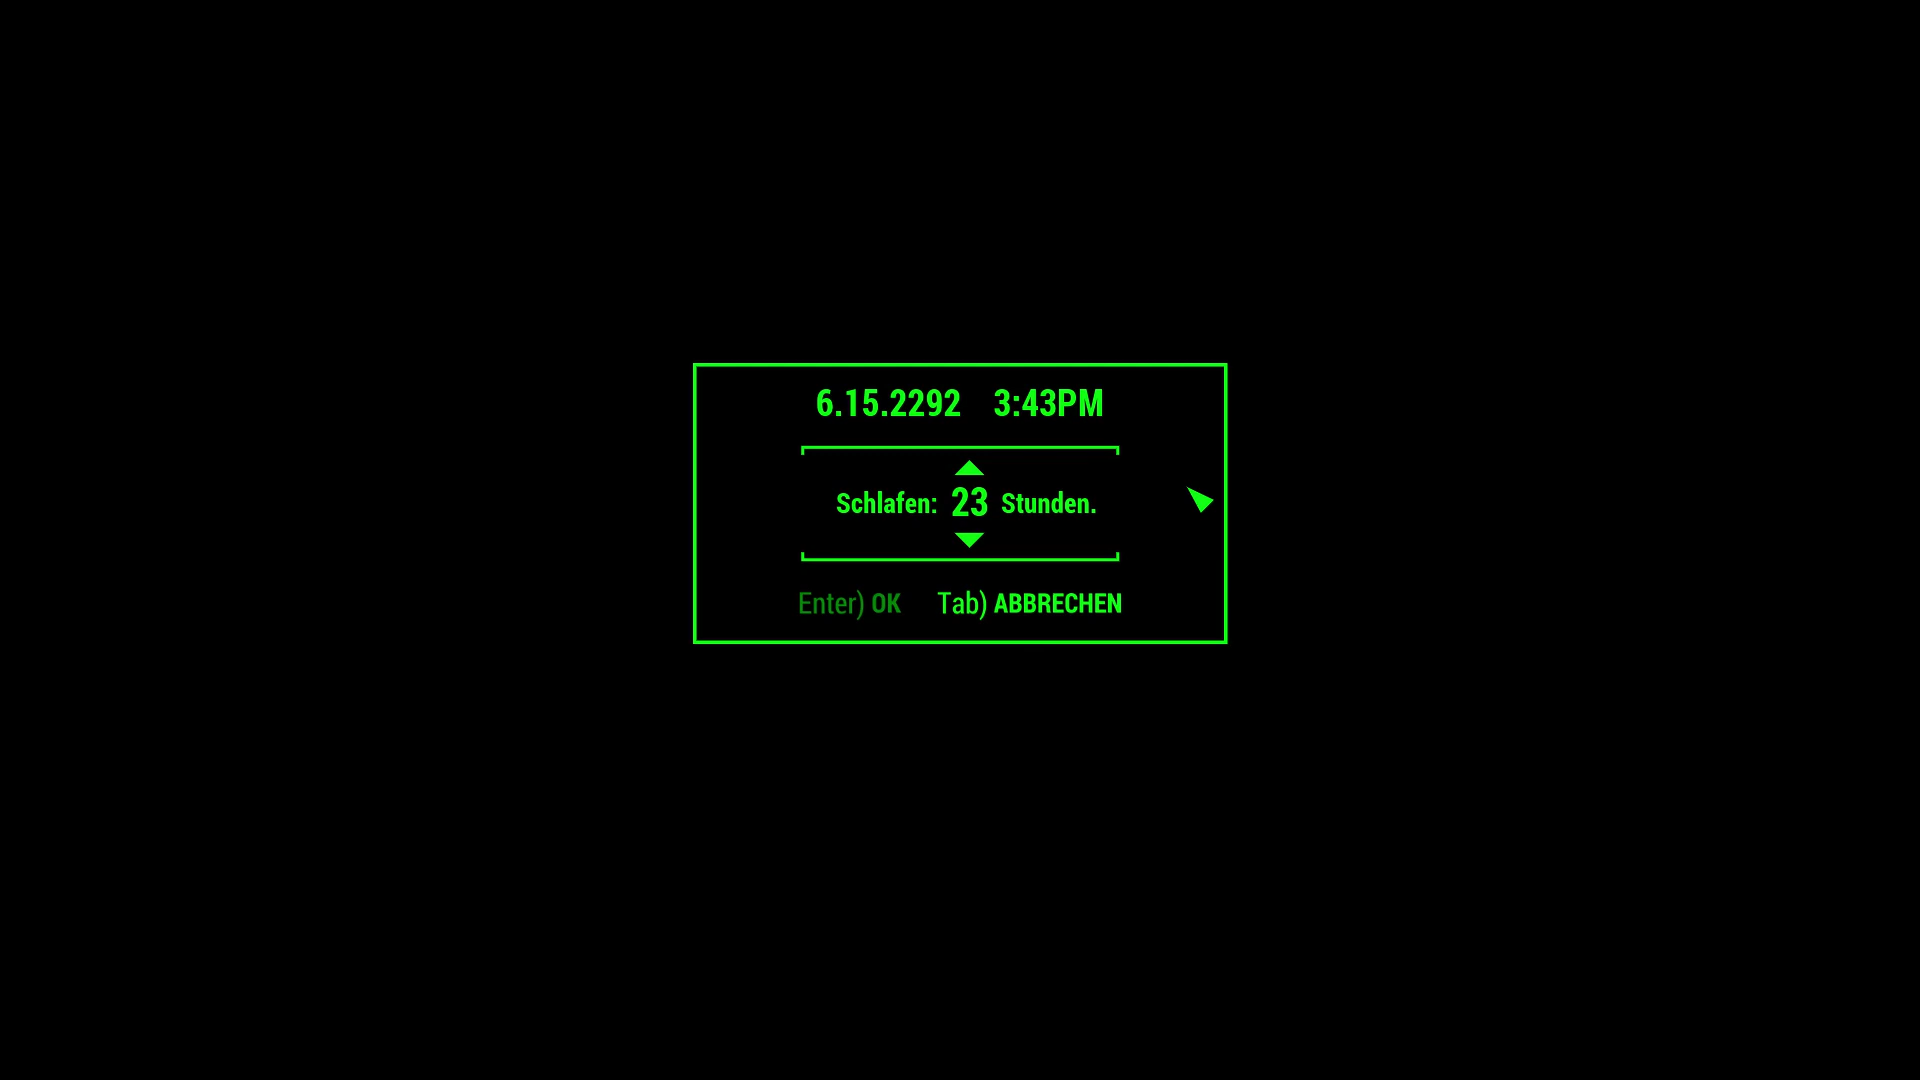 6.15.2292 3:43PM
Schlafen: 23 Stunden.
Enter) OK Tab) ABBRECHEN